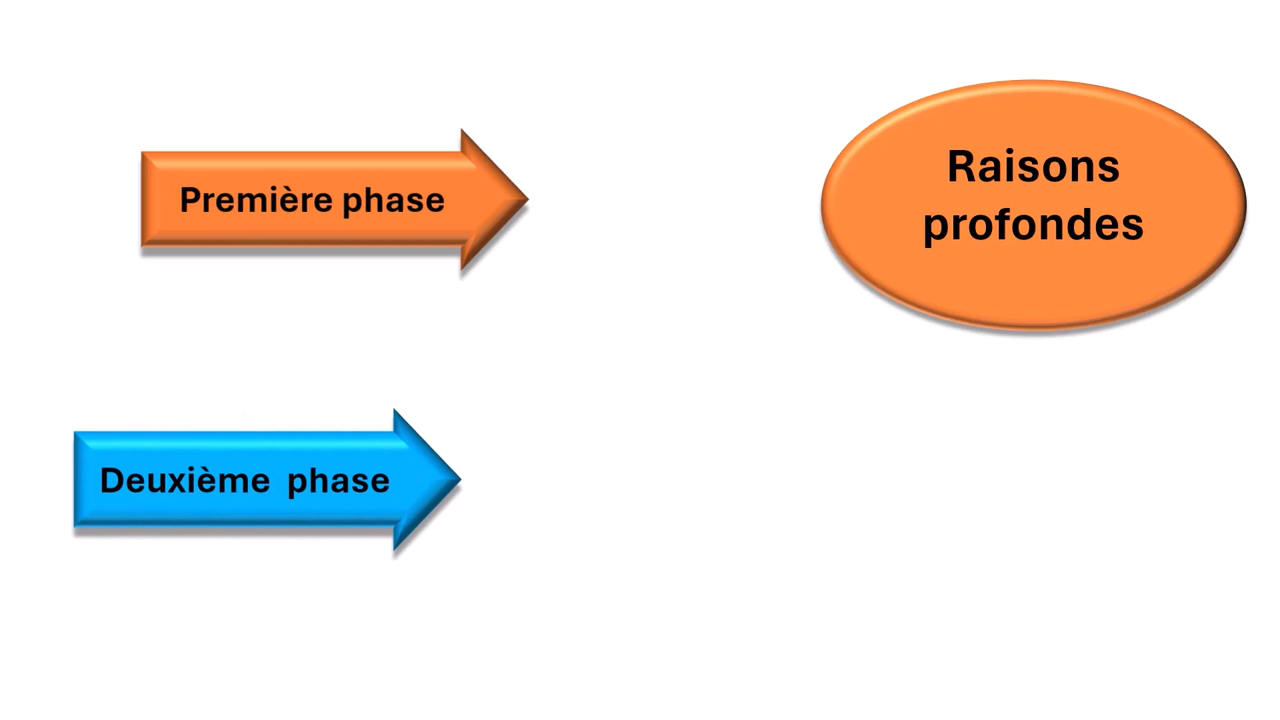 Première phase
Raisons
profondes
Deuxième  phase